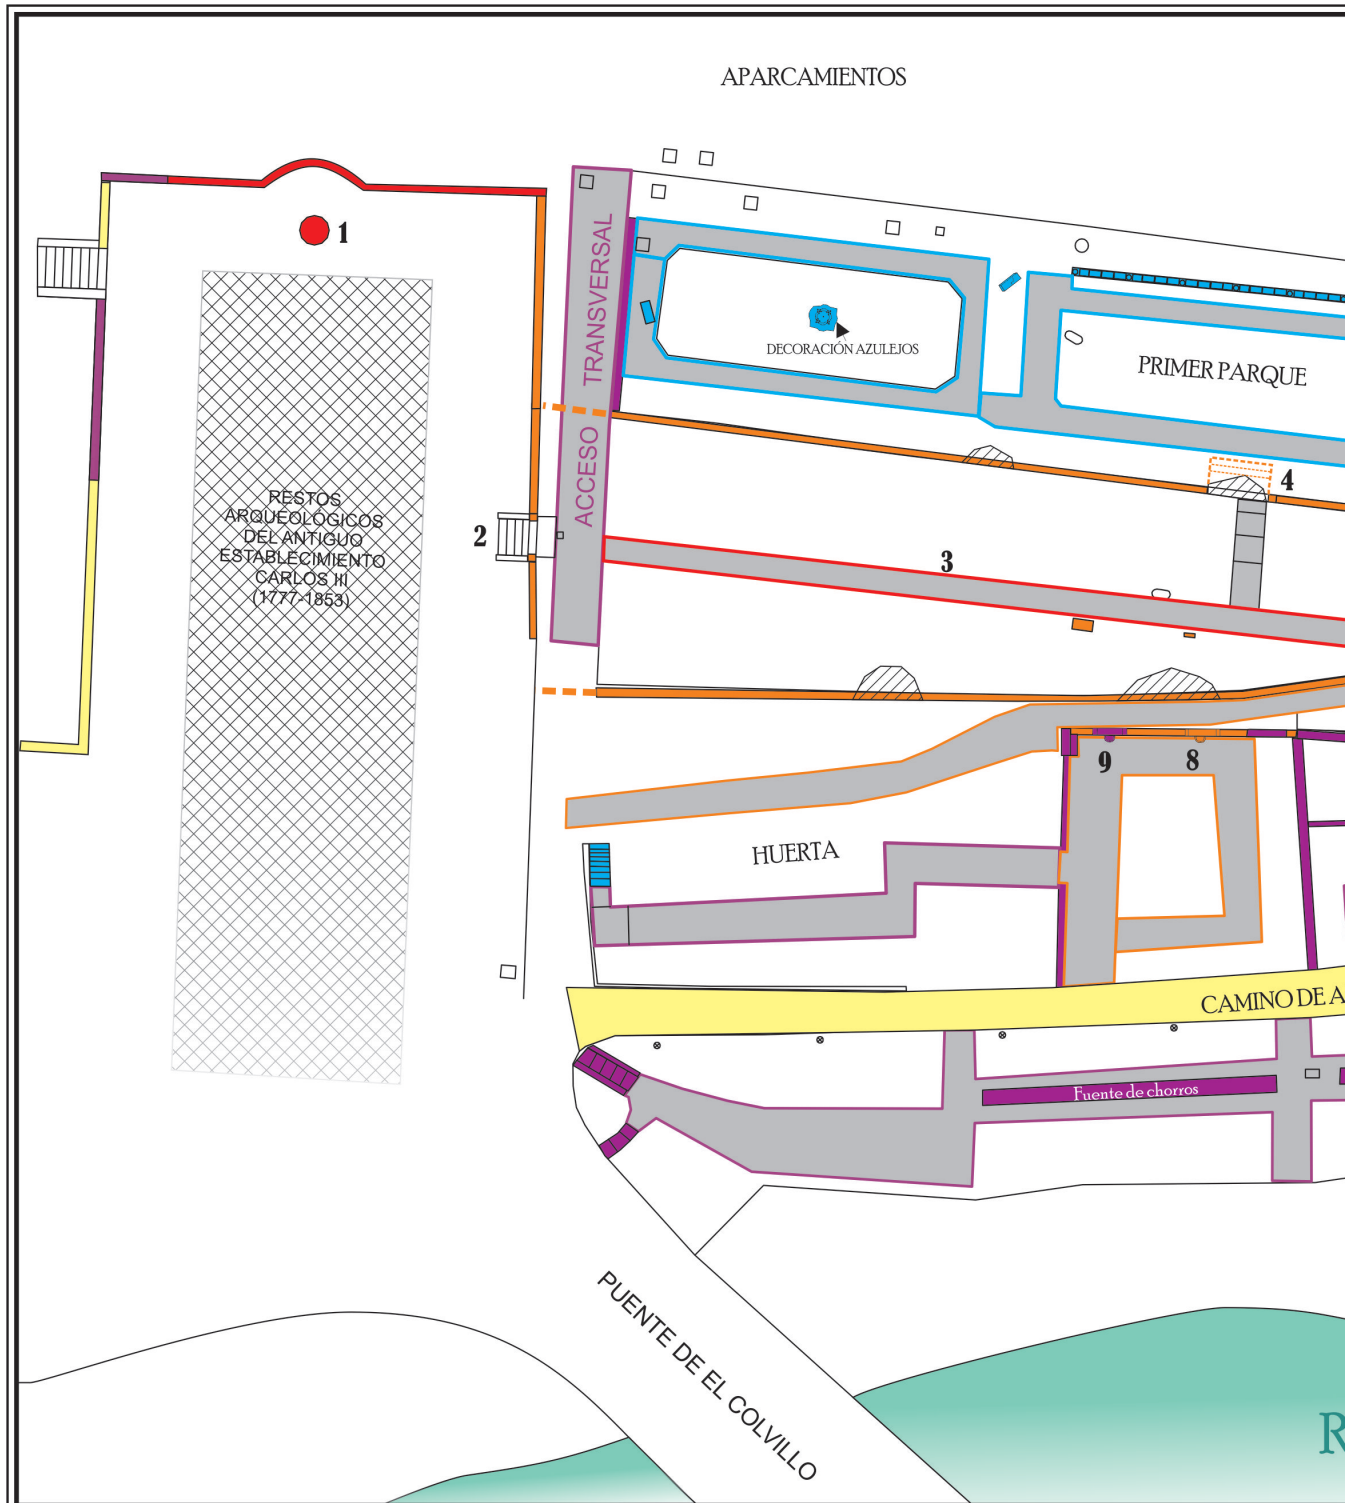 APARCAMIENTOS
1
ACCESO TRANSVERSAL
DECORACIÓN AZULEJOS
PRIMER PARQUE
4
RESTOS
ARQUEOLÓGICOS
DEL ANTIGUO
ESTABLECIMIENTO
CARLOS III
(1777-1853)
2
3
9
8
HUERTA
CAMINO DE A
Fuente de chorros
PUENTE DE EL COLVILLO
R